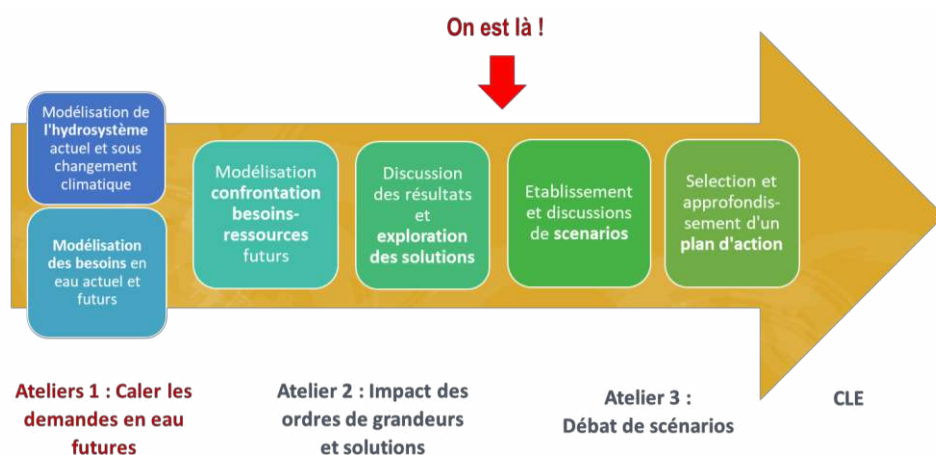 On est là !
Modélisation de
l'hydrosystème
actuel et sous
changement
climatique
Modélisation
des besoins en
eau actuel et
futurs
Modélisation
confrontation
besoins-
ressources
futurs
Discussion
des résultats
et
exploration
des solutions
Etablissement
et discussions
de scenarios
Selection et
approfondis-
sement d'un
plan d'action
Ateliers 1 : Caler les
demandes en eau
futures
Atelier 2 : Impact des
ordres de grandeurs
et solutions
Atelier 3 :
Débat de scénarios
CLE